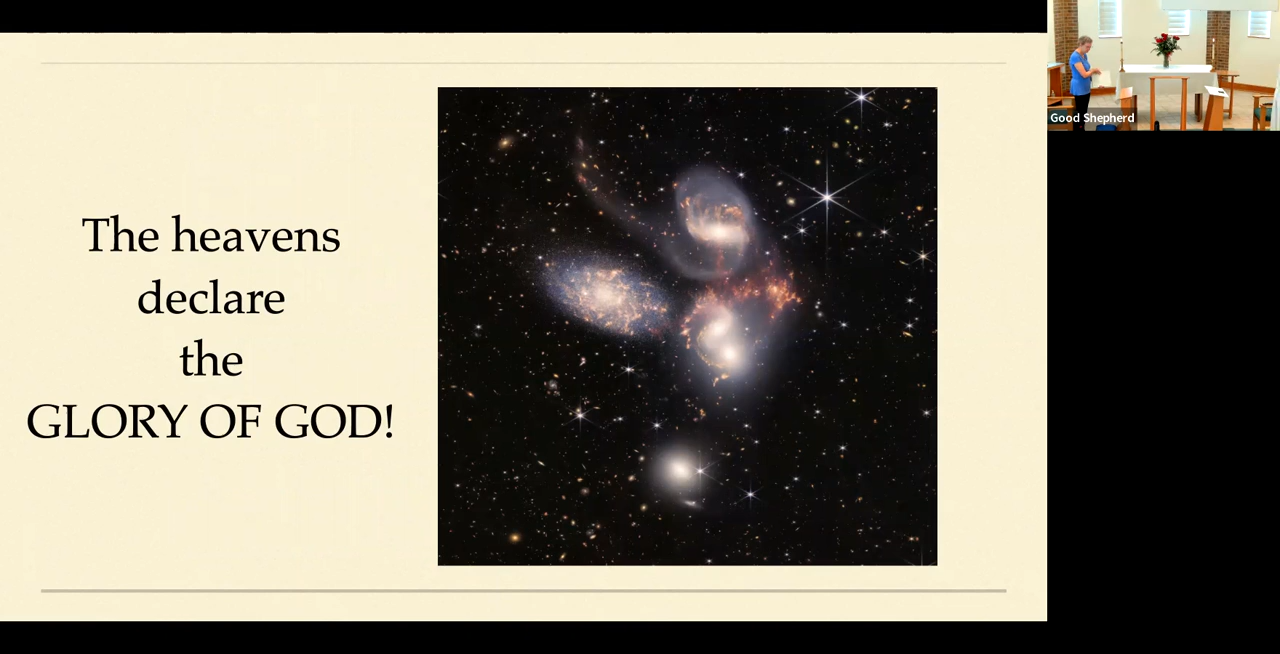 The heavens
declare
the
GLORY OF GOD!
Good Shepherd